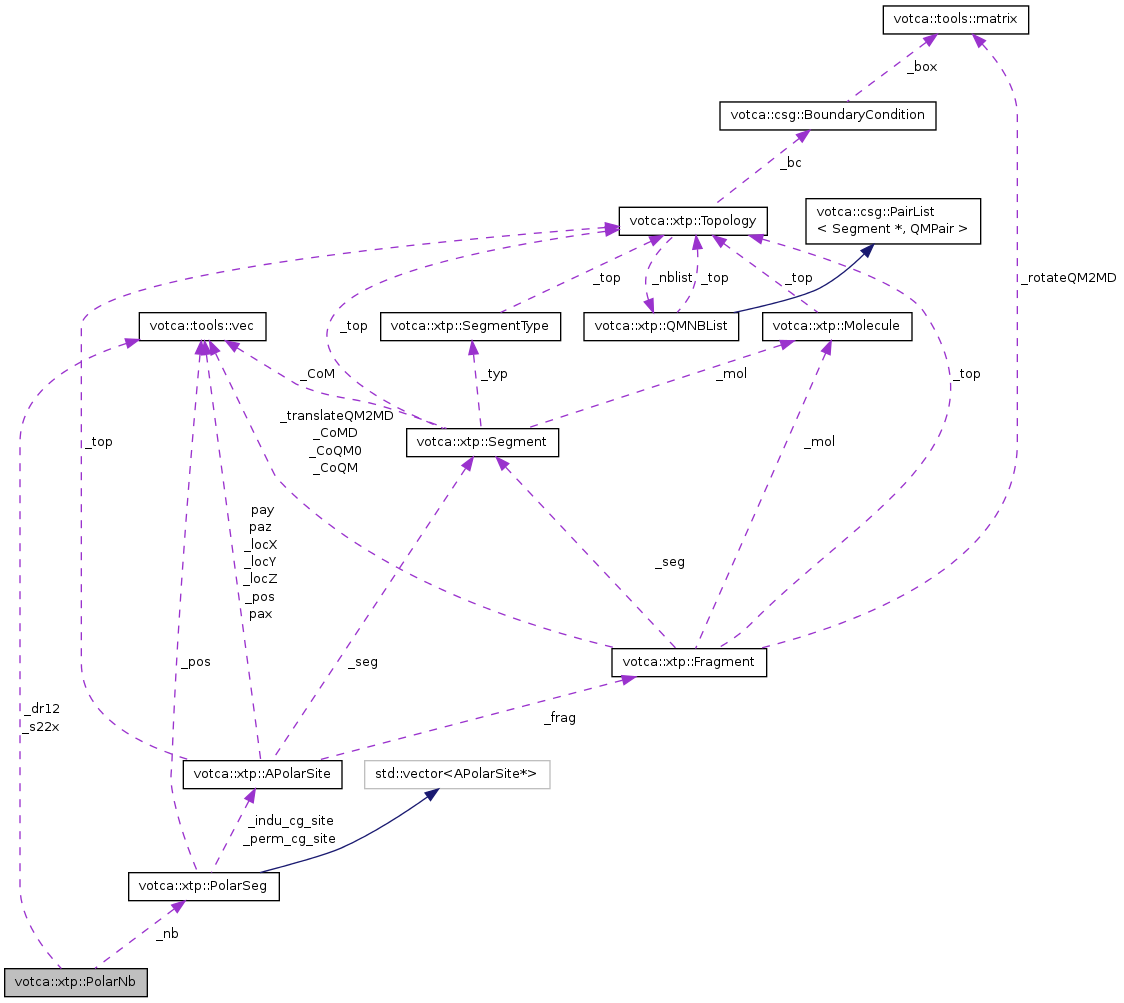 votca::tools::matrix
_box
votca::csg::BoundaryCondition
_bc
votca::csg::PairList
< Segment *, QMPair >
votca::xtp::Topology
_top
_nblist
_top
_top
_rotateQM2MD
votca::tools::vec
_top
votca::xtp::SegmentType
votca::xtp::QMNBList
votca::xtp::Molecule
_CoM
_typ
_mol
_top
_translateQM2MD
_CoMD
_CoQM0
_CoQM
_top
votca::xtp::Segment
_mol
pay
paz
_locX
_locY
_locZ
_pos
pax
_seg
_pos
_seg
votca::xtp::Fragment
_dr12
_s22x
_frag
votca::xtp::APolarSite
std::vector<APolarSite*>
_indu_cg_site
_perm_cg_site
votca::xtp::PolarSeg
_nb
votca::xtp::PolarNb